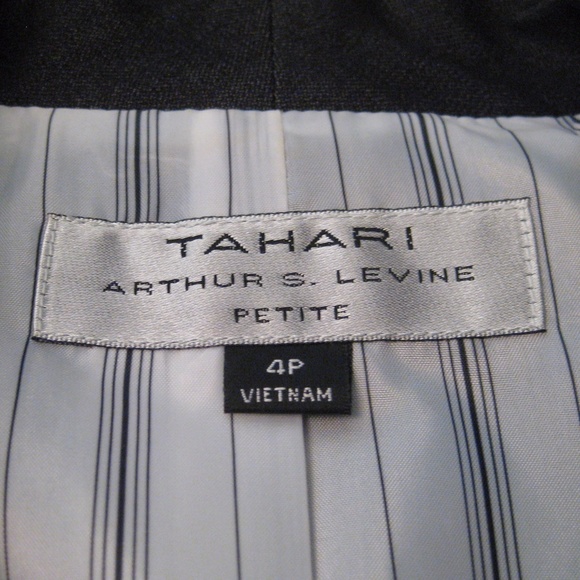 TAHARI
ARTHUR S. LEVINE
PETITE
4P
VIETNAM